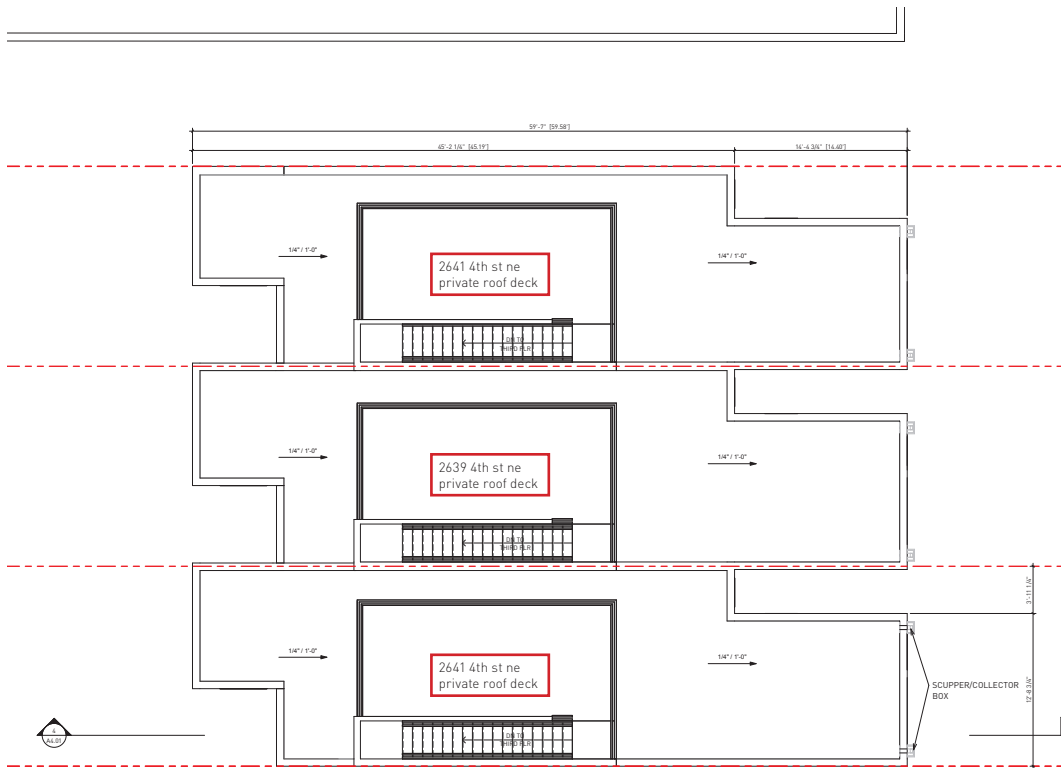 59'-7" [59.58']
45'-2 1/4" [45.19']
14'-4 3/4" [14.40']
1/4" / 1'-0"
1/4" / 1'-0"
2641 4th st ne
private roof deck
DN TO
THIRD FLR
1/4" / 1'-0"
1/4" / 1'-0"
2639 4th st ne
private roof deck
DN TO
THIRD FLR
3'-11 1/4"
1/4" / 1'-0"
1/4" / 1'-0"
2641 4th st ne
private roof deck
SCUPPER/COLLECTOR
BOX
12'-8 3/4"
DN TO
THIRD FLR
4
A4.01